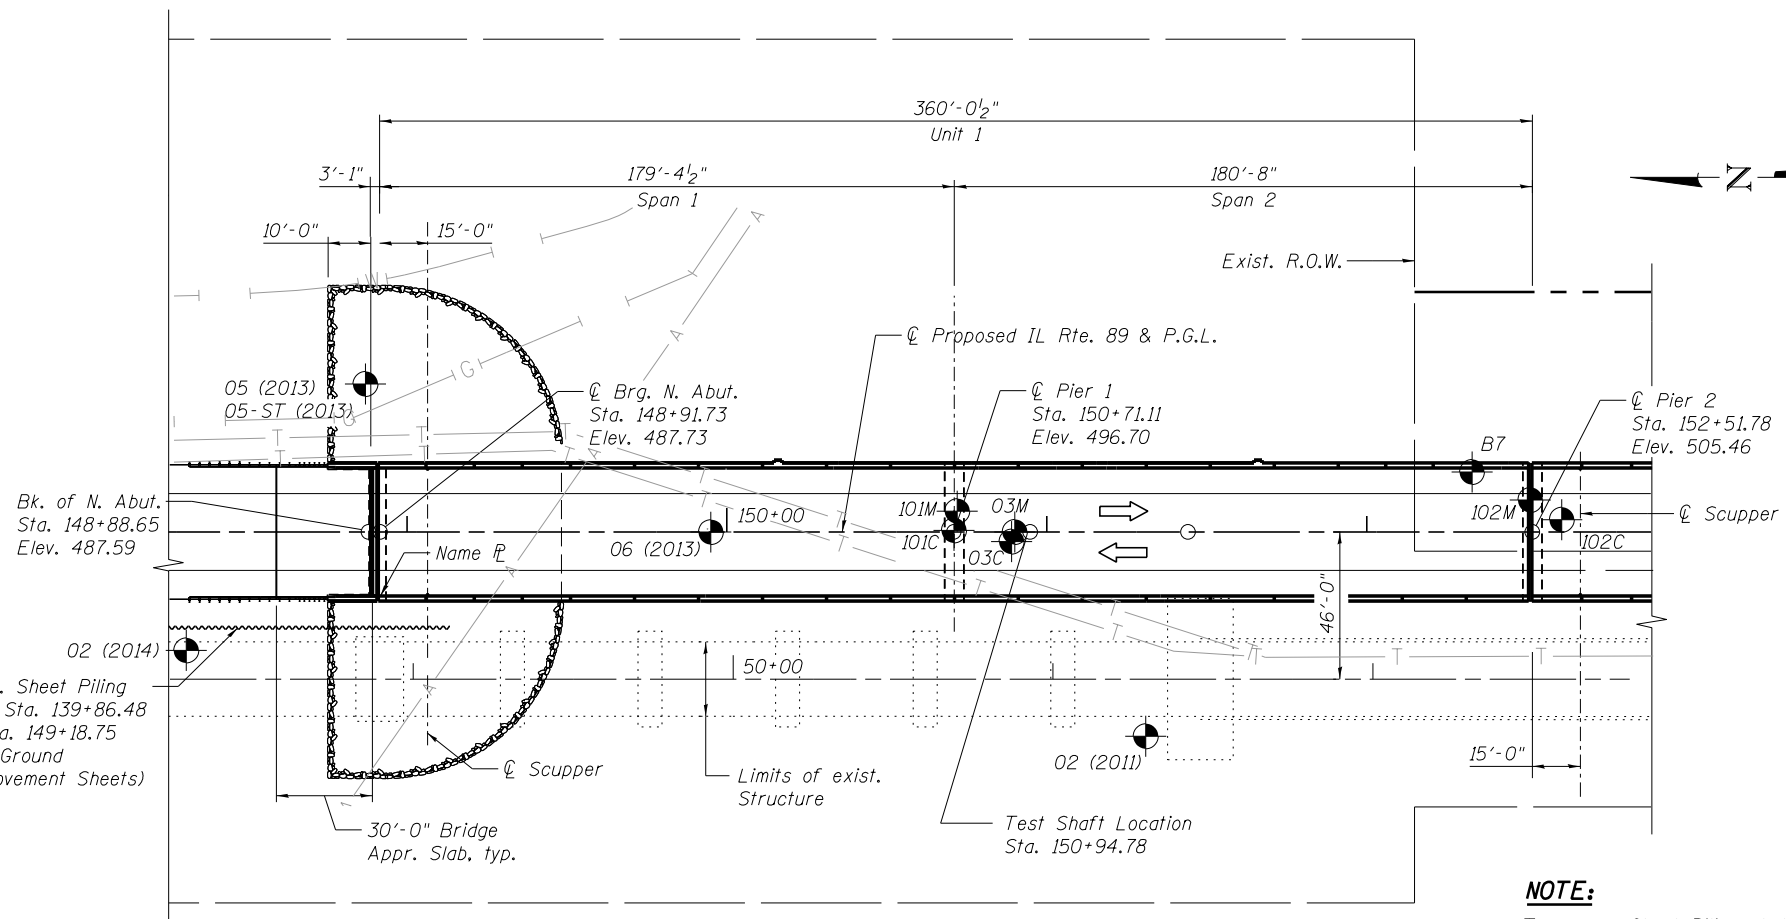 360'-0½"
Unit 1
3'-1"
179'-4½"
Span 1
180'-8"
Span 2
N
10'-0"
15'-0"
Exist. R.O.W.
W
A
℄ Proposed IL Rte. 89 & P.G.L.
A
G
05 (2013)
05-ST (2013)
G
℄ Brg. N. Abut.
Sta. 148+91.73
Elev. 487.73
℄ Pier 1
Sta. 150+71.11
Elev. 496.70
℄ Pier 2
Sta. 152+51.78
Elev. 505.46
T
T
T
T
A
B7
T
T
Bk. of N. Abut.
Sta. 148+88.65
Elev. 487.59
101M
03M
150+00
T
T
102M
℄ Scupper
101C
06 (2013)
03C
102C
Name ℄
A
T
T
T
T
46'-0"
02 (2014)
T
T
T
T
50+00
. Sheet Piling
Sta. 139+86.48
a. 149+18.75
Ground
ovement Sheets)
A
02 (2011)
15'-0"
℄ Scupper
Limits of exist.
Structure
30'-0" Bridge
Appr. Slab, typ.
Test Shaft Location
Sta. 150+94.78
NOTE: